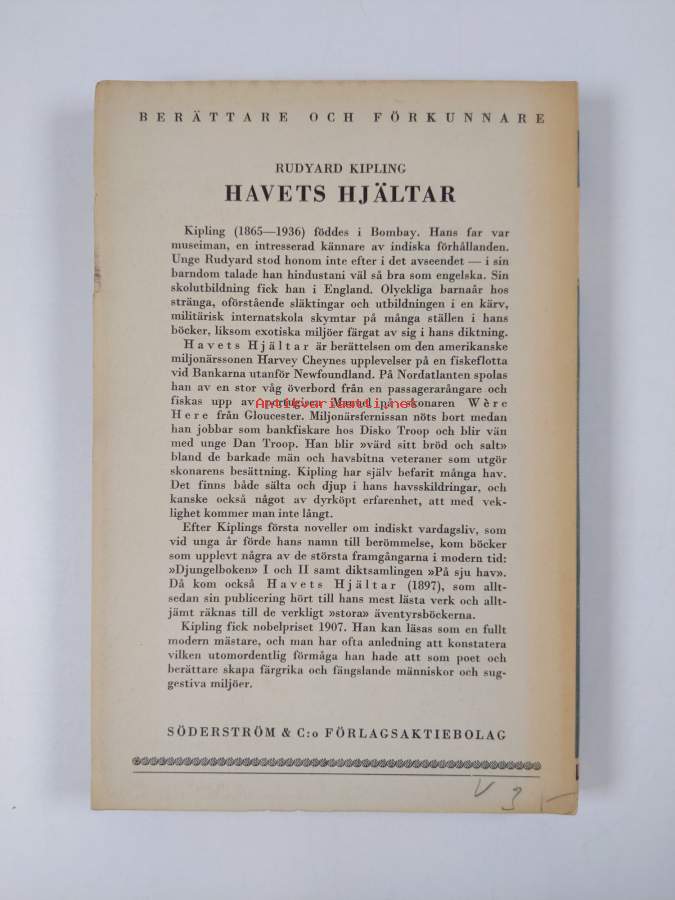 BERÄTTARE OCH FÖRKUNNARE
RUDYARD KIPLING
HAVETS HJÄLTAR
Kipling (1865—1936) föddes i Bombay. Hans far var
museiman, en intresserad kännare av indiska förhållanden.
Unge Rudyard stod honom inte efter i det avseendet — i sin
barndom talade han hindustani väl så bra som engelska. Sin
skolutbildning fick han i England. Olyckliga barnaår hos
stränga, oförstående släktingar och utbildningen i en kärv,
militärisk internatskola skymtar på många ställen i hans
böcker, liksom exotiska miljöer färgat av sig i hans diktning.
Havets Hjältar är berättelsen om den amerikanske
miljonärssonen Harvey Cheynes upplevelser på en fiskeflotta
vid Bankarna utanför Newfoundland. På Nordatlanten spolas
han av en stor våg överbord från en passagerarångare och
fiskas upp av portugisen Manuel på skonaren Wère
Antikvariaatti.net
Here från Gloucester. Miljonärsfernissan nöts bort medan
han jobbar som bankfiskare hos Disko Troop och blir vän
med unge Dan Troop. Han blir »värd sitt bröd och salt»
bland de barkade män och havsbitna veteraner som utgör
skonarens besättning. Kipling har själv befarit många hav.
Det finns både sälta och djup i hans havsskildringar, och
kanske också något av dyrköpt erfarenhet, att med vek-
lighet kommer man inte långt.
Efter Kiplings första noveller om indiskt vardagsliv, som
vid unga år förde hans namn till berömmelse, kom böcker
som upplevt några av de största framgångarna i modern tid:
»Djungelboken» I och II samt diktsamlingen »På sju hav».
Då kom också Havets Hjältar (1897), som allt-
sedan sin publicering hört till hans mest lästa verk och allt-
jämt räknas till de verkligt »stora» äventyrsböckerna.
Kipling fick nobelpriset 1907. Han kan läsas som en fullt
modern mästare, och man har ofta anledning att konstatera
vilken utomordentlig förmåga han hade att som poet och
berättare skapa färgrika och fängslande människor och sug-
gestiva miljöer.
SÖDERSTRÖM & C:o FÖRLAGSAKTIEBOLAG
V 3 –